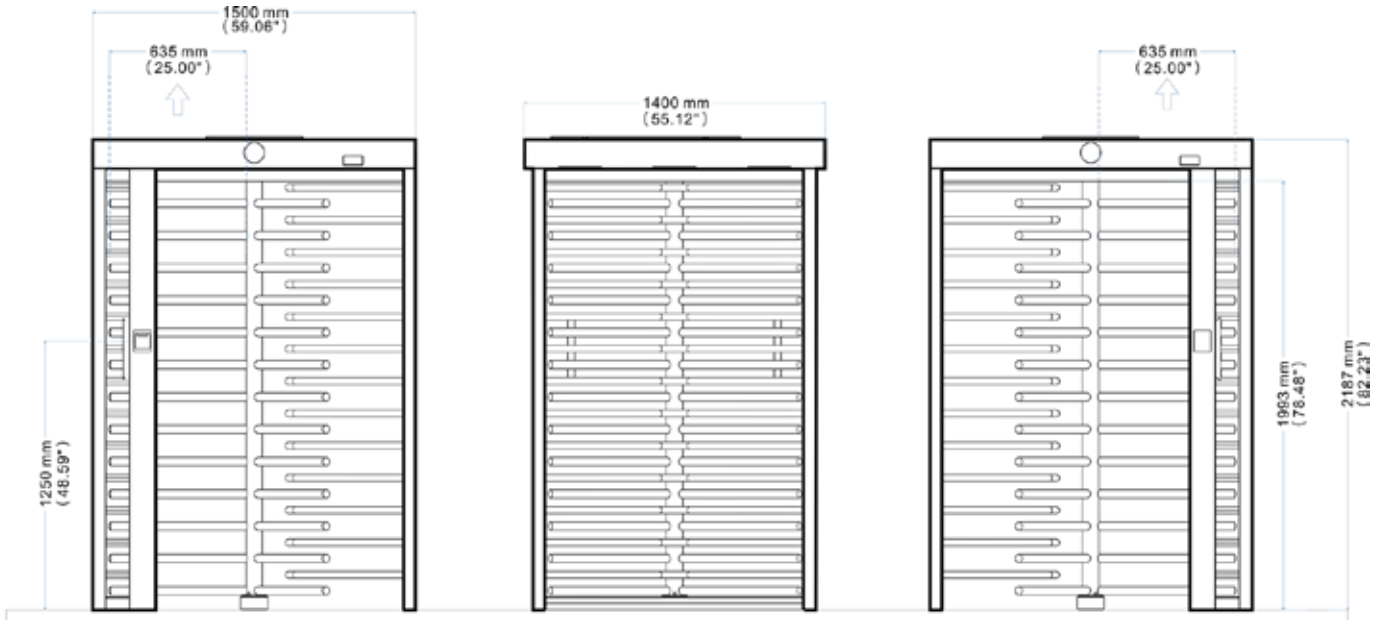 1500 mm
(59.06")
635 mm
(25.00")
1400 mm
(55.12")
635 mm
(25.00")
1250 mm
(48.59")
1993 mm
(78.48")
2187 mm
(82.23")